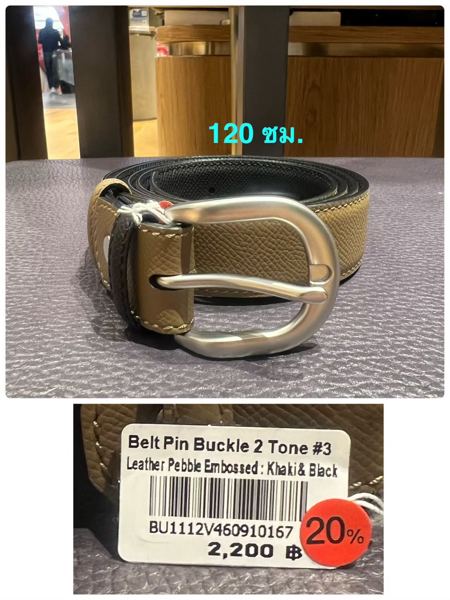 120 ซม.
Belt Pin Buckle 2 Tone #3
Leather Pebble Embossed : Khaki & Black
BU1112V460910167
2,200 ฿
20%